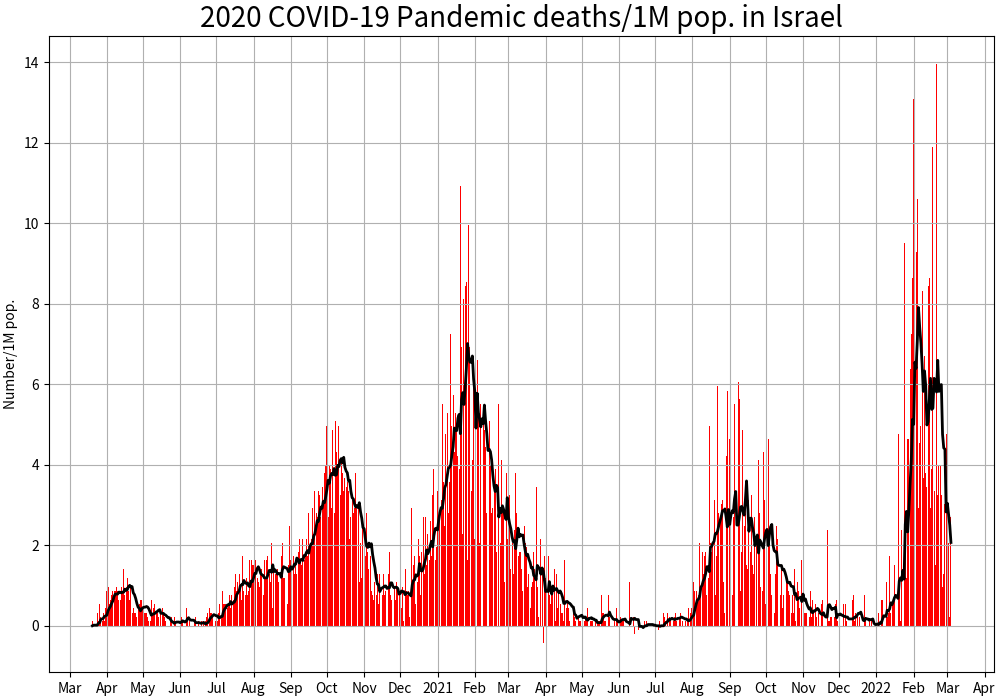 2020 COVID-19 Pandemic deaths/1M pop. in Israel
Number/1M pop.
14
12
10
8
6
4
2
0
Mar Apr May Jun Jul Aug Sep Oct Nov Dec 2021 Feb Mar Apr May Jun Jul Aug Sep Oct Nov Dec 2022 Feb Mar Apr